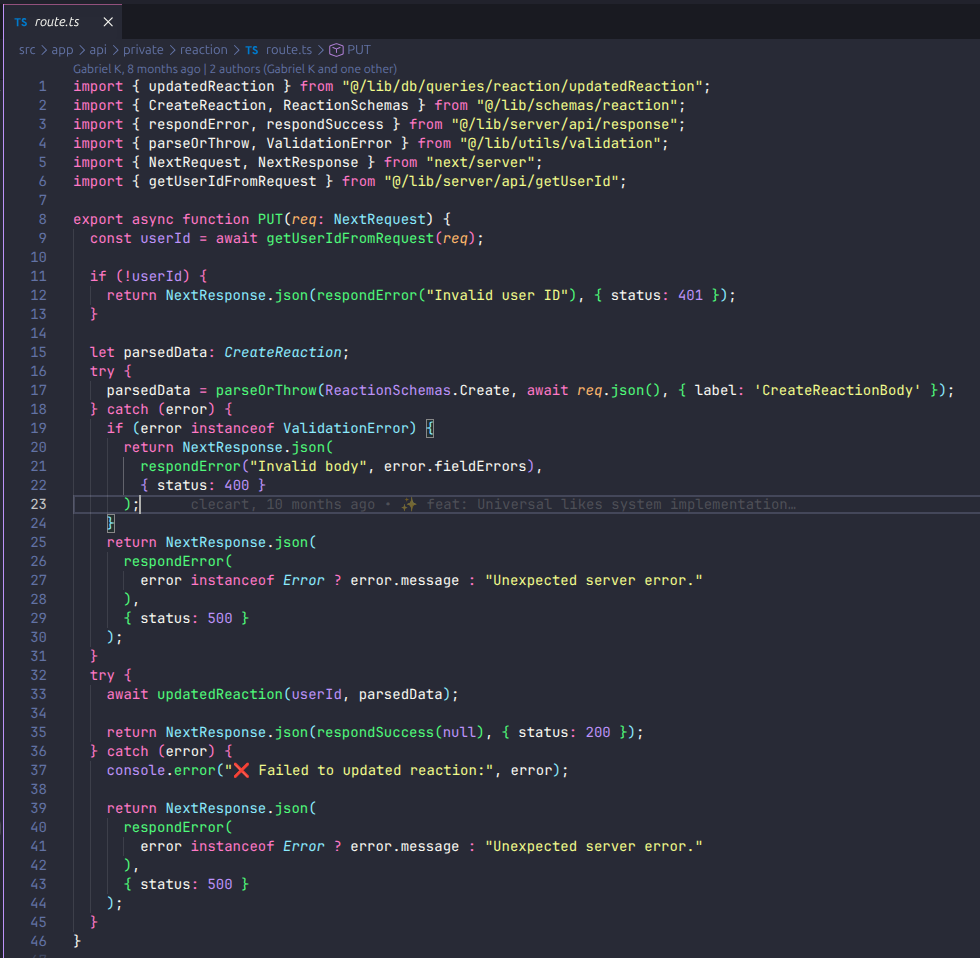 TS route.ts ×
src > app > api > private > reaction > TS route.ts > PUT
Gabriel K, 8 months ago | 2 authors (Gabriel K and one other)
1 import { updatedReaction } from "@/lib/db/queries/reaction/updatedReaction";
2 import { CreateReaction, ReactionSchemas } from "@/lib/schemas/reaction";
3 import { respondError, respondSuccess } from "@/lib/server/api/response";
4 import { parseOrThrow, ValidationError } from "@/lib/utils/validation";
5 import { NextRequest, NextResponse } from "next/server";
6 import { getUserIdFromRequest } from "@/lib/server/api/getUserId";
7
8 export async function PUT(req: NextRequest) {
9   const userId = await getUserIdFromRequest(req);
10
11   if (!userId) {
12     return NextResponse.json(respondError("Invalid user ID"), { status: 401 });
13   }
14
15   let parsedData: CreateReaction;
16   try {
17     parsedData = parseOrThrow(ReactionSchemas.Create, await req.json(), { label: 'CreateReactionBody' });
18   } catch (error) {
19     if (error instanceof ValidationError) {
20       return NextResponse.json(
21         respondError("Invalid body", error.fieldErrors),
22         { status: 400 }
23       ); clecart, 10 months ago • ✨ feat: Universal likes system implementation…
24     }
25     return NextResponse.json(
26       respondError(
27         error instanceof Error ? error.message : "Unexpected server error."
28       ),
29       { status: 500 }
30     );
31   }
32   try {
33     await updatedReaction(userId, parsedData);
34
35     return NextResponse.json(respondSuccess(null), { status: 200 });
36   } catch (error) {
37     console.error("❌ Failed to updated reaction:", error);
38
39     return NextResponse.json(
40       respondError(
41         error instanceof Error ? error.message : "Unexpected server error."
42       ),
43       { status: 500 }
44     );
45   }
46 }